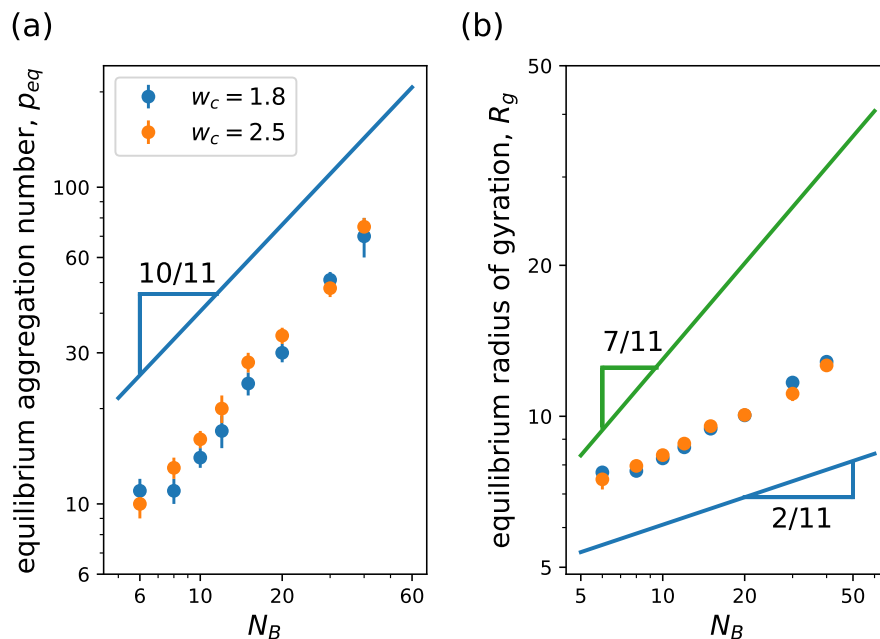 (a)
equilibrium aggregation number, p_eq
100
60
30
10
6
w_c = 1.8
w_c = 2.5
10/11
6
10
20
60
N_B
(b)
equilibrium radius of gyration, R_g
50
20
10
5
7/11
2/11
5
10
20
50
N_B